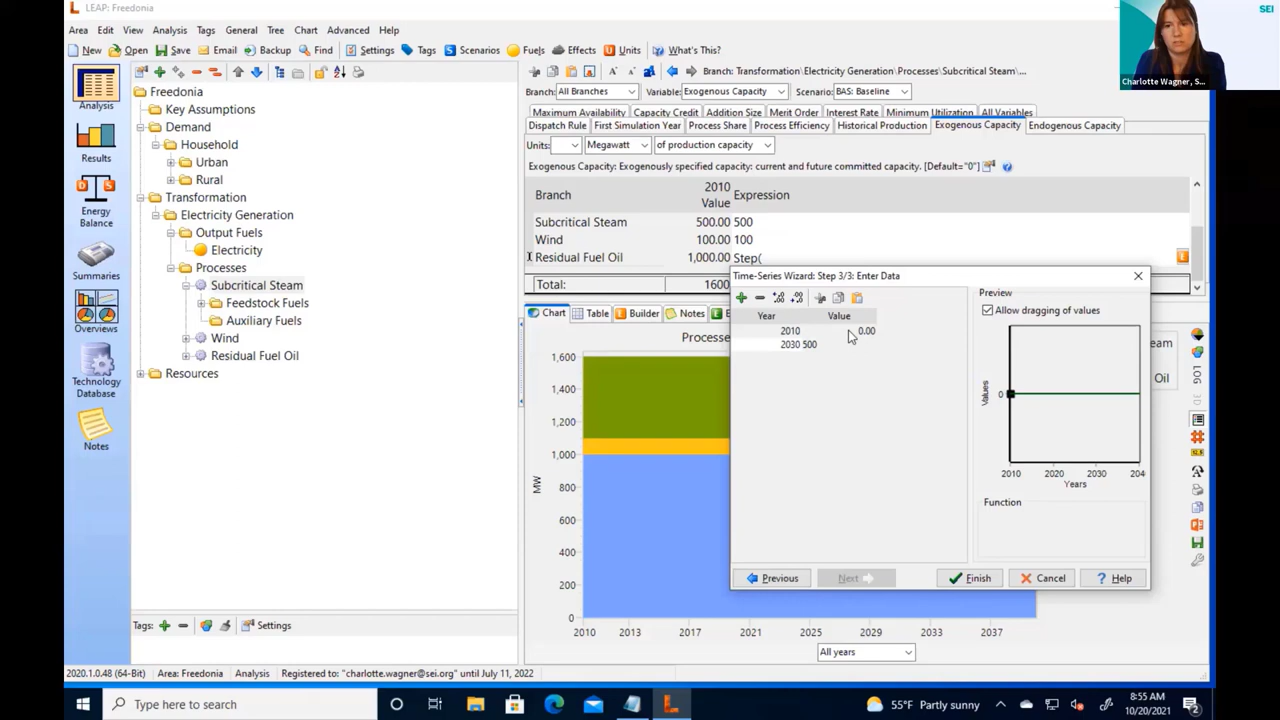 LEAP: Freedonia
SEI
Area Edit View Analysis Tags General Tree Chart Advanced Help
New Open Save Email Backup Find Settings Tags Scenarios Fuels Effects Units What's This?
Charlotte Wagner, S...
Analysis
Results
Energy
Balance
Summaries
Overviews
Technology
Database
Notes
Freedonia
Key Assumptions
Demand
Household
Urban
Rural
Transformation
Electricity Generation
Output Fuels
Electricity
Processes
Subcritical Steam
Feedstock Fuels
Auxiliary Fuels
Wind
Residual Fuel Oil
Resources
Tags: Settings
Branch: Transformation\Electricity Generation\Processes\Subcritical Steam\...
Branch: All Branches Variable: Exogenous Capacity Scenario: BAS: Baseline
Maximum Availability Capacity Credit Addition Size Merit Order Interest Rate Minimum Utilization All Variables
Dispatch Rule First Simulation Year Process Share Process Efficiency Historical Production Exogenous Capacity Endogenous Capacity
Units: Megawatt of production capacity
Exogenous Capacity: Exogenously specified capacity: current and future committed capacity. [Default="0"]
Branch 2010 Value Expression
Subcritical Steam 500.00 500
Wind 100.00 100
Residual Fuel Oil 1,000.00 Step(
Total: 1600
Chart Table Builder Notes E
Processe
eam
Oil
LOG
3D
MW
1,600
1,400
1,200
1,000
800
600
400
200
0
2010 2013 2017 2021 2025 2029 2033 2037
All years
Time-Series Wizard: Step 3/3: Enter Data
Year Value
2010 0.00
2030 500
Preview
Allow dragging of values
Values
0
2010 2020 2030 204
Years
Function
Previous Next Finish Cancel Help
2020.1.0.48 (64-Bit) Area: Freedonia Analysis Registered to: "charlotte.wagner@sei.org" until July 11, 2022
Type here to search
55°F Partly sunny
8:55 AM
10/20/2021
2